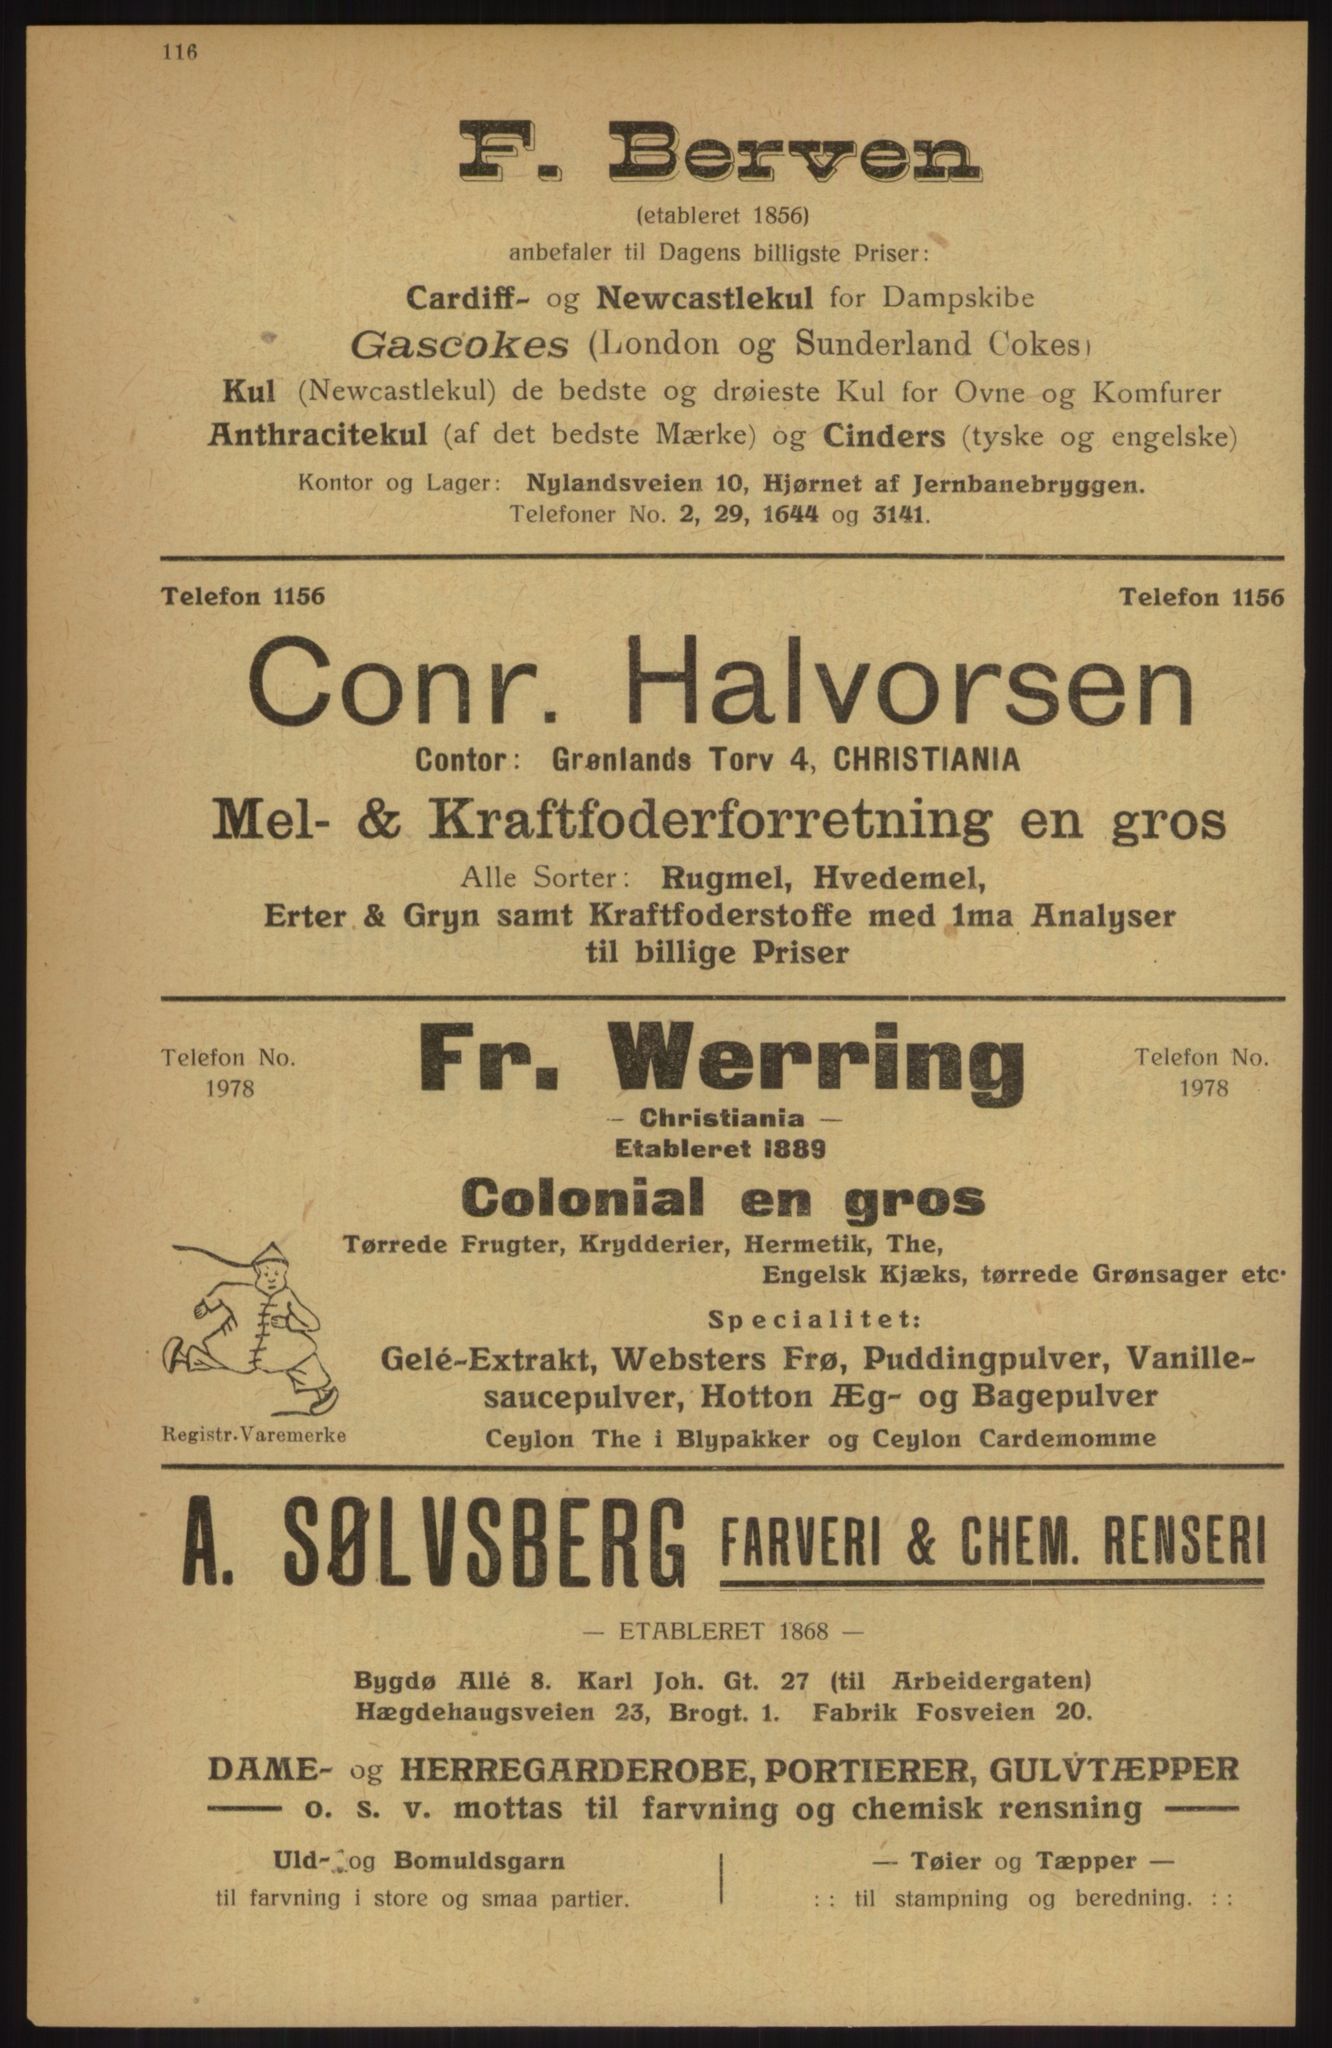 116
F. Berven
(etableret 1856)
anbefaler til Dagens billigste Priser:
Cardiff- og Newcastlekul for Dampskibe
Gascokes (London og Sunderland Cokes)
Kul (Newcastlekul) de bedste og drøieste Kul for Ovne og Komfurer
Anthracitekul (af det bedste Mærke) og Cinders (tyske og engelske)
Kontor og Lager: Nylandsveien 10, Hjørnet af Jernbanebryggen.
Telefoner No. 2, 29, 1644 og 3141.
Telefon 1156 Telefon 1156
Conr. Halvorsen
Contor: Grønlands Torv 4, CHRISTIANIA
Mel- & Kraftfoderforretning en gros
Alle Sorter: Rugmel, Hvedemel,
Erter & Gryn samt Kraftfoderstoffe med 1ma Analyser
til billige Priser
Telefon No.
1978
Fr. Werring
Telefon No.
1978
– Christiania –
Etableret 1889
Colonial en gros
Tørrede Frugter, Krydderier, Hermetik, The,
Engelsk Kjæks, tørrede Grønsager etc·
Specialitet:
Gelé-Extrakt, Websters Frø, Puddingpulver, Vanille-
saucepulver, Hotton Æg- og Bagepulver
Registr.Varemerke
Ceylon The i Blypakker og Ceylon Cardemomme
A. SØLVSBERG FARVERI & CHEM. RENSERI
— ETABLERET 1868 —
Bygdø Allé 8. Karl Joh. Gt. 27 (til Arbeidergaten)
Hægdehaugsveien 23, Brogt. 1. Fabrik Fosveien 20.
DAME- og HERREGARDEROBE, PORTIERER, GULVTÆPPER
— o. s. v. mottas til farvning og chemisk rensning —
Uld- og Bomuldsgarn
til farvning i store og smaa partier.
— Tøier og Tæpper —
: : til stampning og beredning. : :